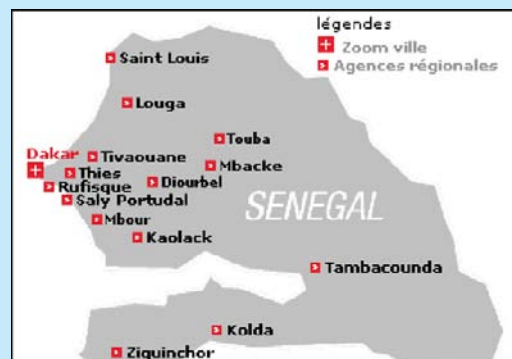 légendes
Zoom ville
Agences régionales
Saint Louis
Louga
Touba
Dakar
Tivaouane
Mbacke
Thies
Diourbel
Rufisque
Saly Portudal
SENEGAL
Mbour
Kaolack
Tambacounda
Kolda
Ziguinchor